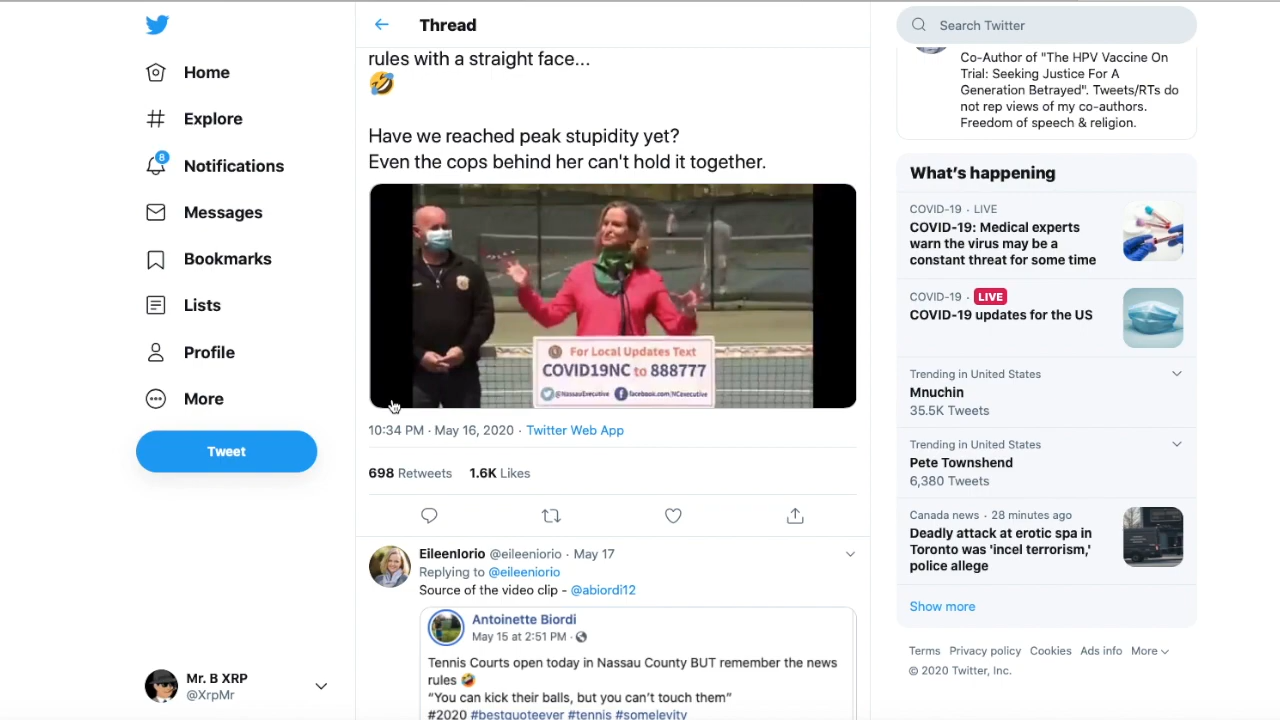 Home
Explore
8
Notifications
Messages
Bookmarks
Lists
Profile
More
Tweet
Mr. B XRP
@XrpMr
Thread
rules with a straight face...
🤣
Have we reached peak stupidity yet?
Even the cops behind her can't hold it together.
For Local Updates Text
COVID19NC to 888777
@NassauExecutive facebook.com/NCexecutive
10:34 PM · May 16, 2020 · Twitter Web App
698 Retweets 1.6K Likes
EileenIorio @eileeniorio · May 17
Replying to @eileeniorio
Source of the video clip - @abiordi12
Antoinette Biordi
May 15 at 2:51 PM ·
Tennis Courts open today in Nassau County BUT remember the news
rules 🤣
“You can kick their balls, but you can’t touch them”
#2020 #bestquoteever #tennis #somelevity
Search Twitter
Co-Author of "The HPV Vaccine On
Trial: Seeking Justice For A
Generation Betrayed". Tweets/RTs do
not rep views of my co-authors.
Freedom of speech & religion.
What’s happening
COVID-19 · LIVE
COVID-19: Medical experts
warn the virus may be a
constant threat for some time
COVID-19 · LIVE
COVID-19 updates for the US
Trending in United States
Mnuchin
35.5K Tweets
Trending in United States
Pete Townshend
6,380 Tweets
Canada news · 28 minutes ago
Deadly attack at erotic spa in
Toronto was 'incel terrorism,'
police allege
Show more
Terms Privacy policy Cookies Ads info More
© 2020 Twitter, Inc.